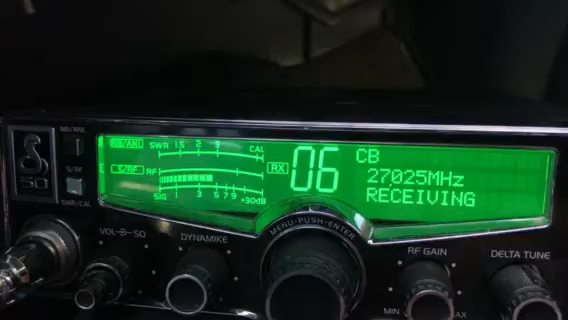 NB/ANL
S/RF
SWR/CAL
50
NB/ANL
SWR 1.5 2 3 CAL
S/RF RF
SIG 1 3 5 7 9 +30dB
RX
06
CB
27025MHz
RECEIVING
VOL SQ
DYNAMIKE
MENU-PUSH-ENTER
RF GAIN
MIN
DELTA TUNE